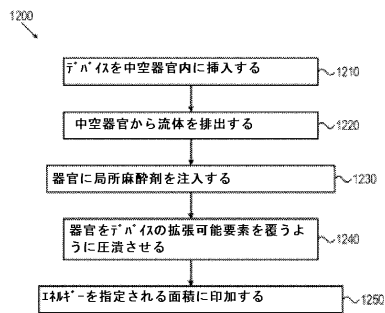 1200
ﾃﾞﾊﾞｲｽを中空器官内に挿入する
1210
中空器官から流体を排出する
1220
器官に局所麻酔剤を注入する
1230
器官をﾃﾞﾊﾞｲｽの拡張可能要素を覆うよ
うに圧潰させる
1240
ｴﾈﾙｷﾞーを指定される面積に印加する
1250